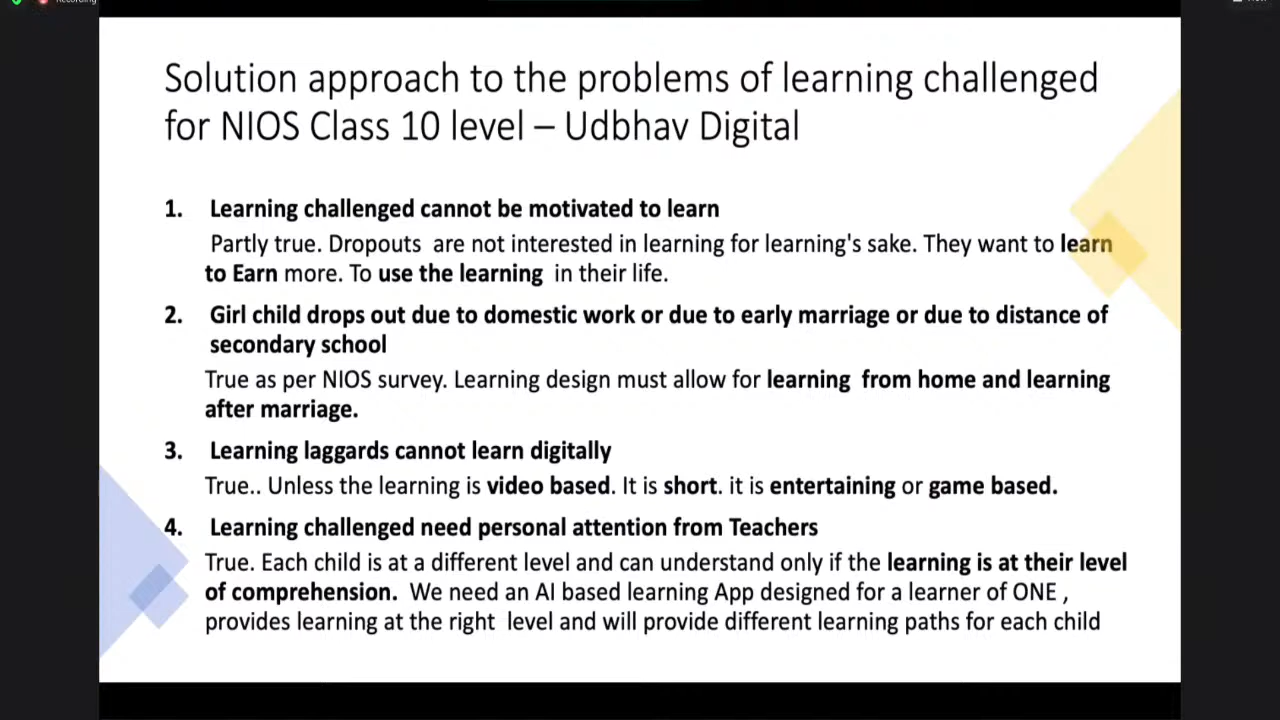 Recording
Solution approach to the problems of learning challenged
for NIOS Class 10 level – Udbhav Digital
1. Learning challenged cannot be motivated to learn
Partly true. Dropouts are not interested in learning for learning's sake. They want to learn
to Earn more. To use the learning in their life.
2. Girl child drops out due to domestic work or due to early marriage or due to distance of
secondary school
True as per NIOS survey. Learning design must allow for learning from home and learning
after marriage.
3. Learning laggards cannot learn digitally
True.. Unless the learning is video based. It is short. it is entertaining or game based.
4. Learning challenged need personal attention from Teachers
True. Each child is at a different level and can understand only if the learning is at their level
of comprehension. We need an AI based learning App designed for a learner of ONE ,
provides learning at the right level and will provide different learning paths for each child